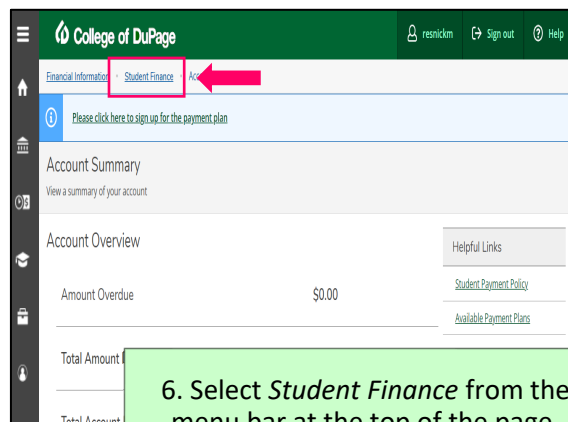 College of DuPage
resnickm Sign out Help
Financial Information Student Finance
Please click here to sign up for the payment plan
Account Summary
View a summary of your account
Account Overview
Helpful Links
Amount Overdue $0.00
Student Payment Policy
Available Payment Plans
Total Amount
6. Select Student Finance from the
menu bar at the top of the page
Total Account